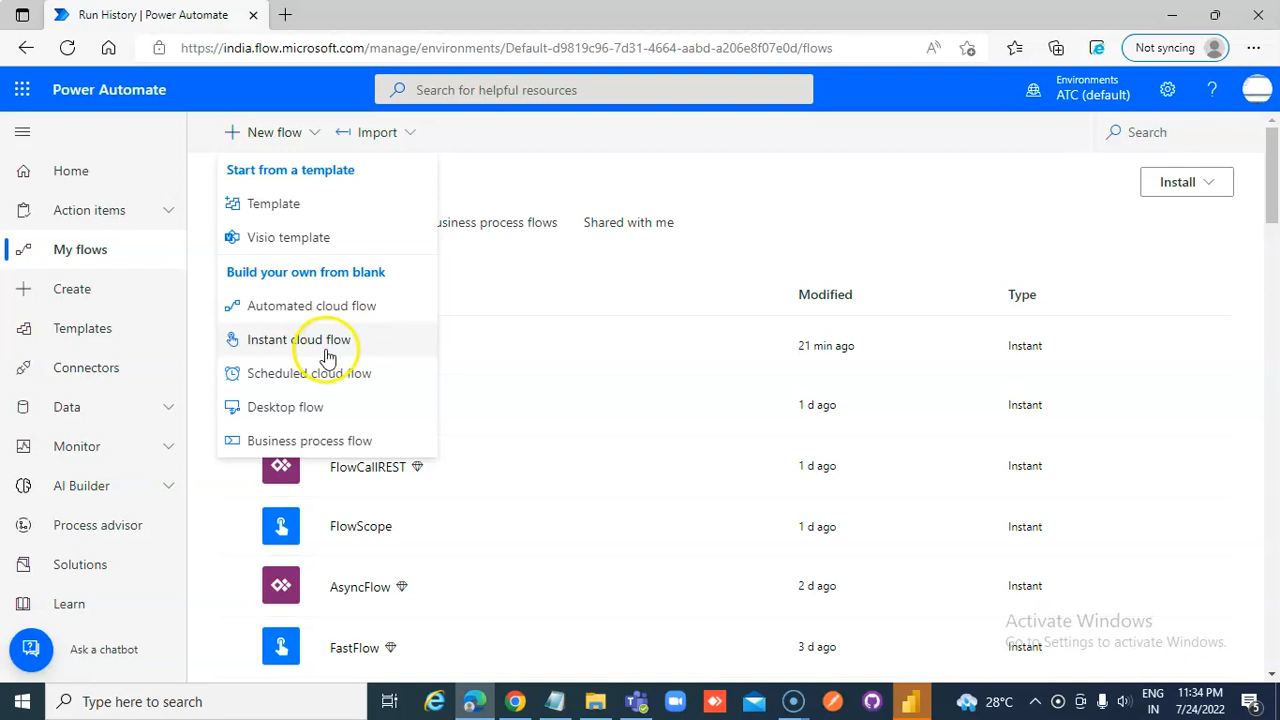 Run History | Power Automate
https://india.flow.microsoft.com/manage/environments/Default-d9819c96-7d31-4664-aabd-a206e8f07e0d/flows
Not syncing
Power Automate
Search for helpful resources
Environments
ATC (default)
New flow
Import
Search
Home
Action items
My flows
Create
Templates
Connectors
Data
Monitor
AI Builder
Process advisor
Solutions
Learn
Ask a chatbot
Start from a template
Template
Visio template
Build your own from blank
Automated cloud flow
Instant cloud flow
Scheduled cloud flow
Desktop flow
Business process flow
Install
usiness process flows
Shared with me
Modified
Type
21 min ago
Instant
1 d ago
Instant
FlowCallREST
1 d ago
Instant
FlowScope
1 d ago
Instant
AsyncFlow
2 d ago
Instant
FastFlow
3 d ago
Instant
Activate Windows
Go to Settings to activate Windows.
Type here to search
28°C
ENG
IN
11:34 PM
7/24/2022
5